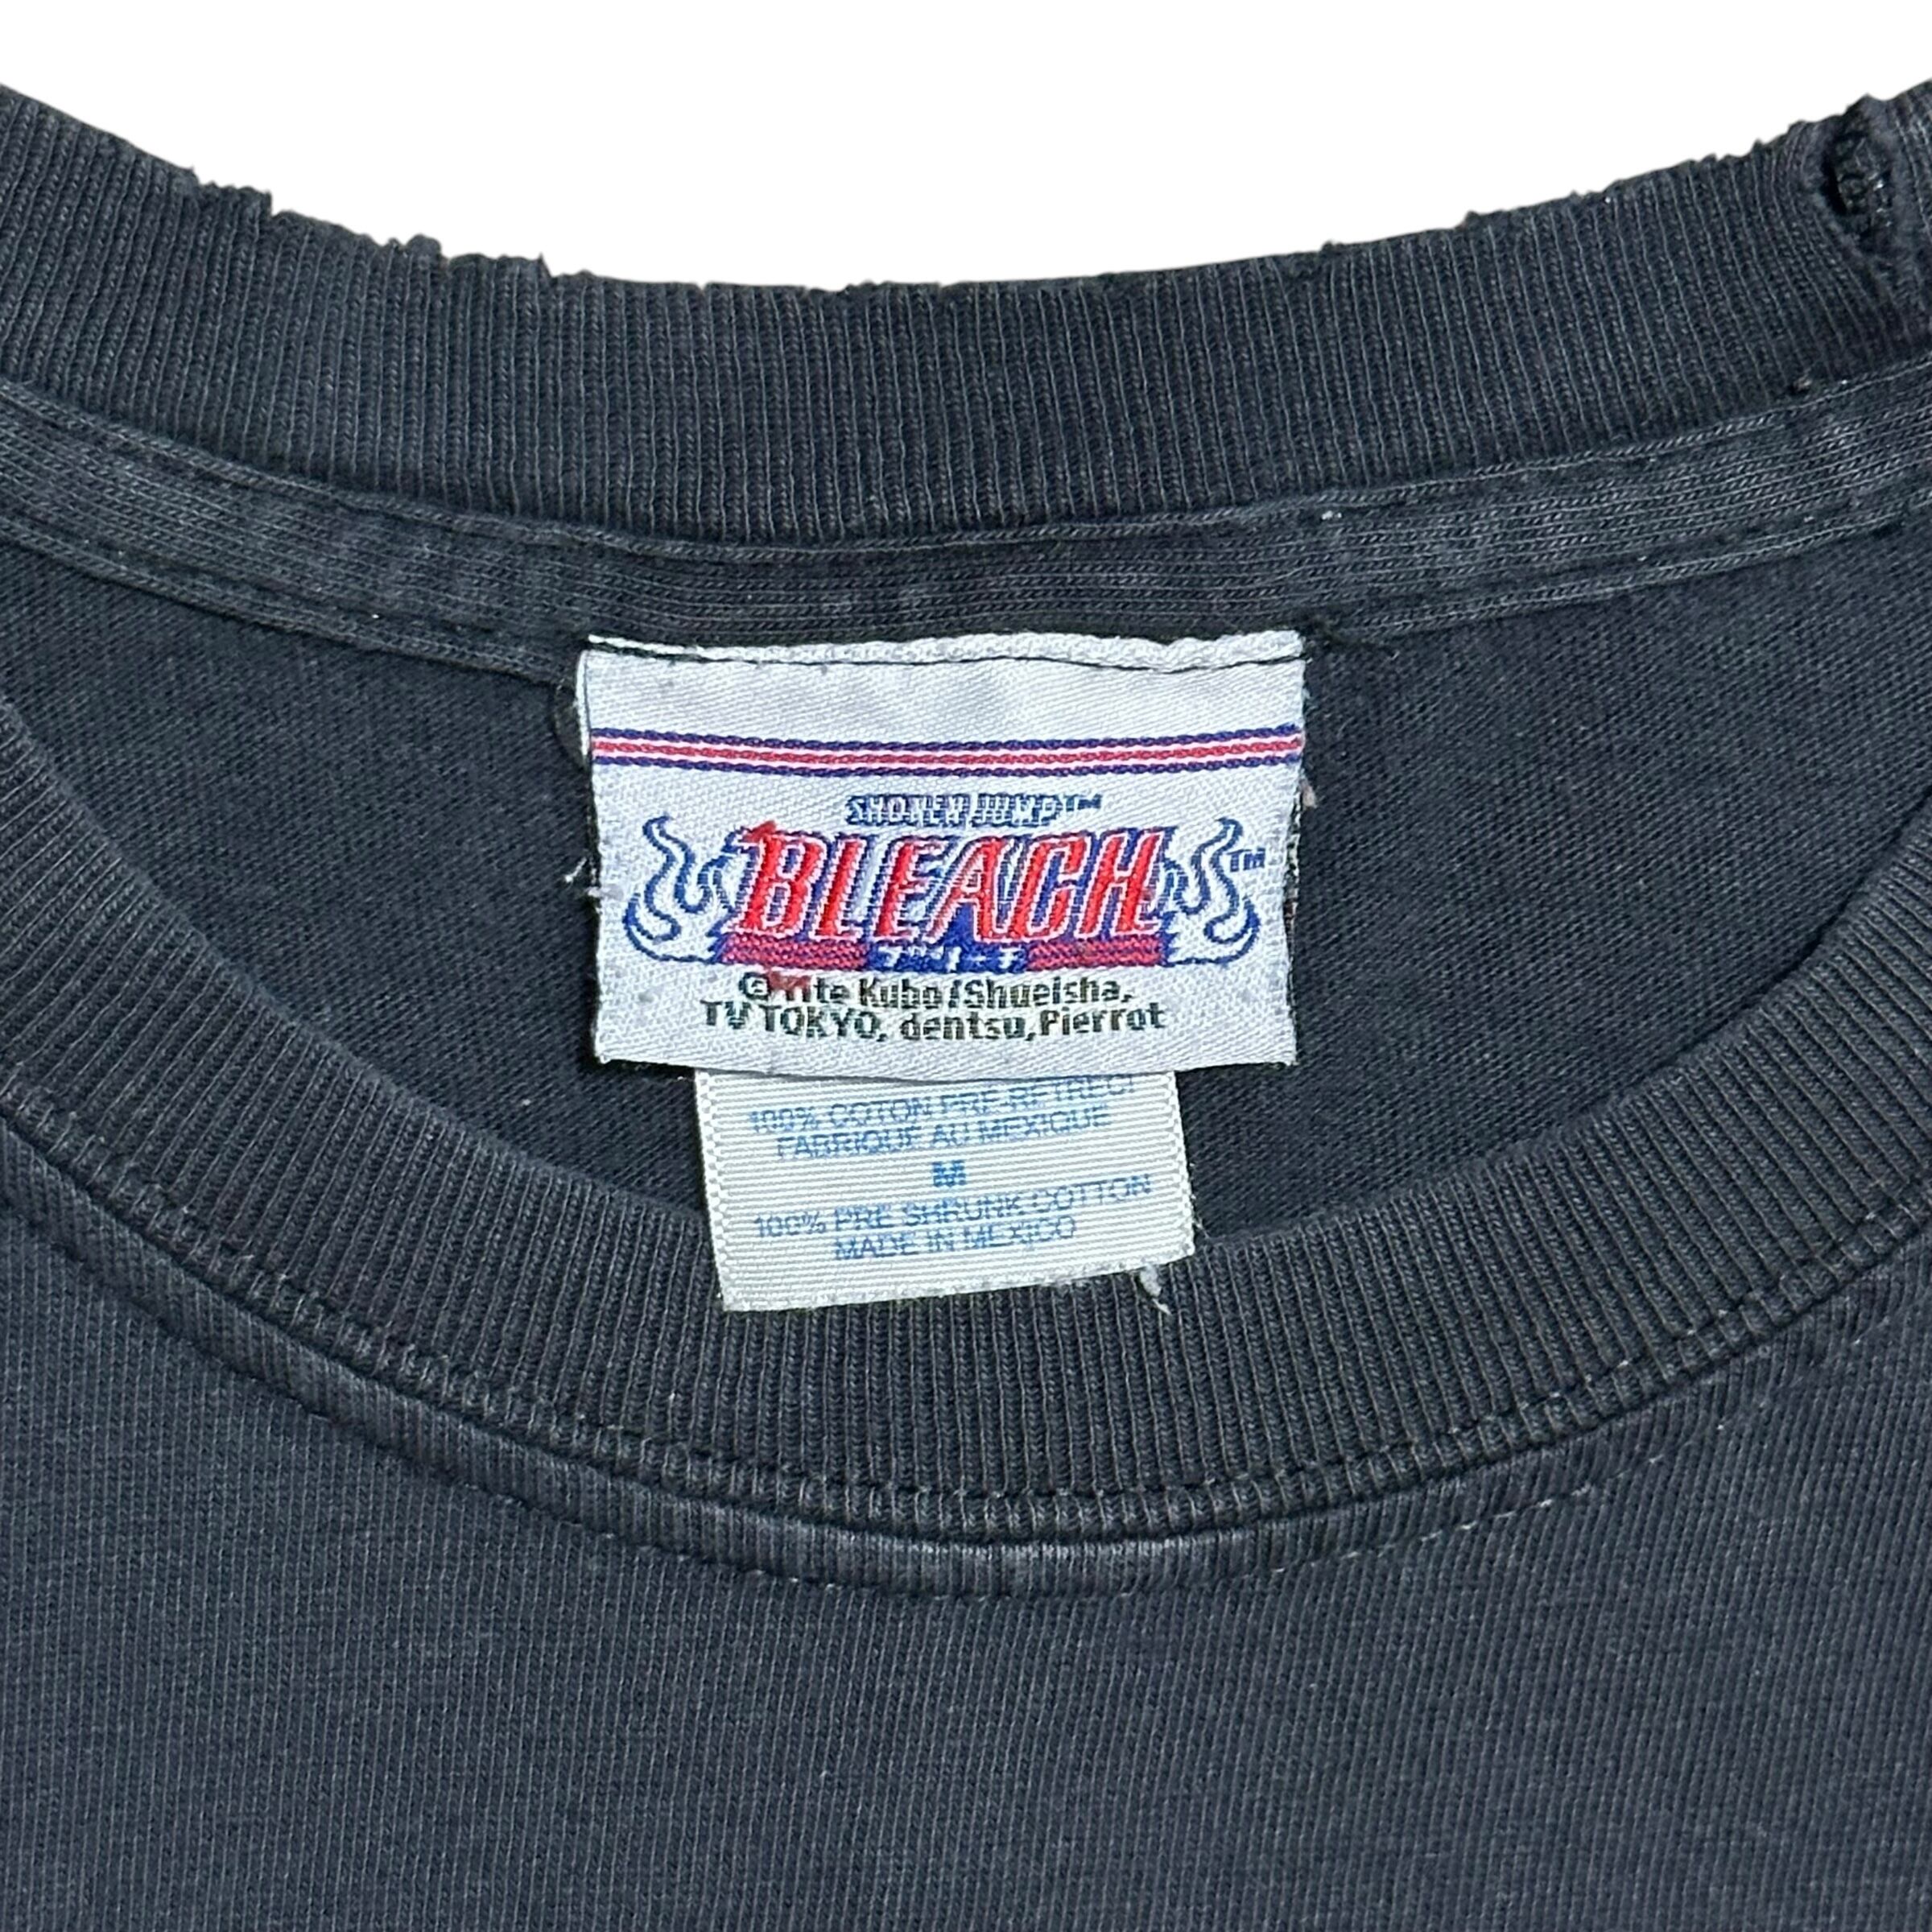 SHONEN JUMP™
BLEACH™
© Tite Kubo/Shueisha,
TV TOKYO, dentsu, Pierrot
100% COTON PRE-RETRECI
FABRIQUE AU MEXIQUE
M
100% PRE SHRUNK COTTON
MADE IN MEXICO